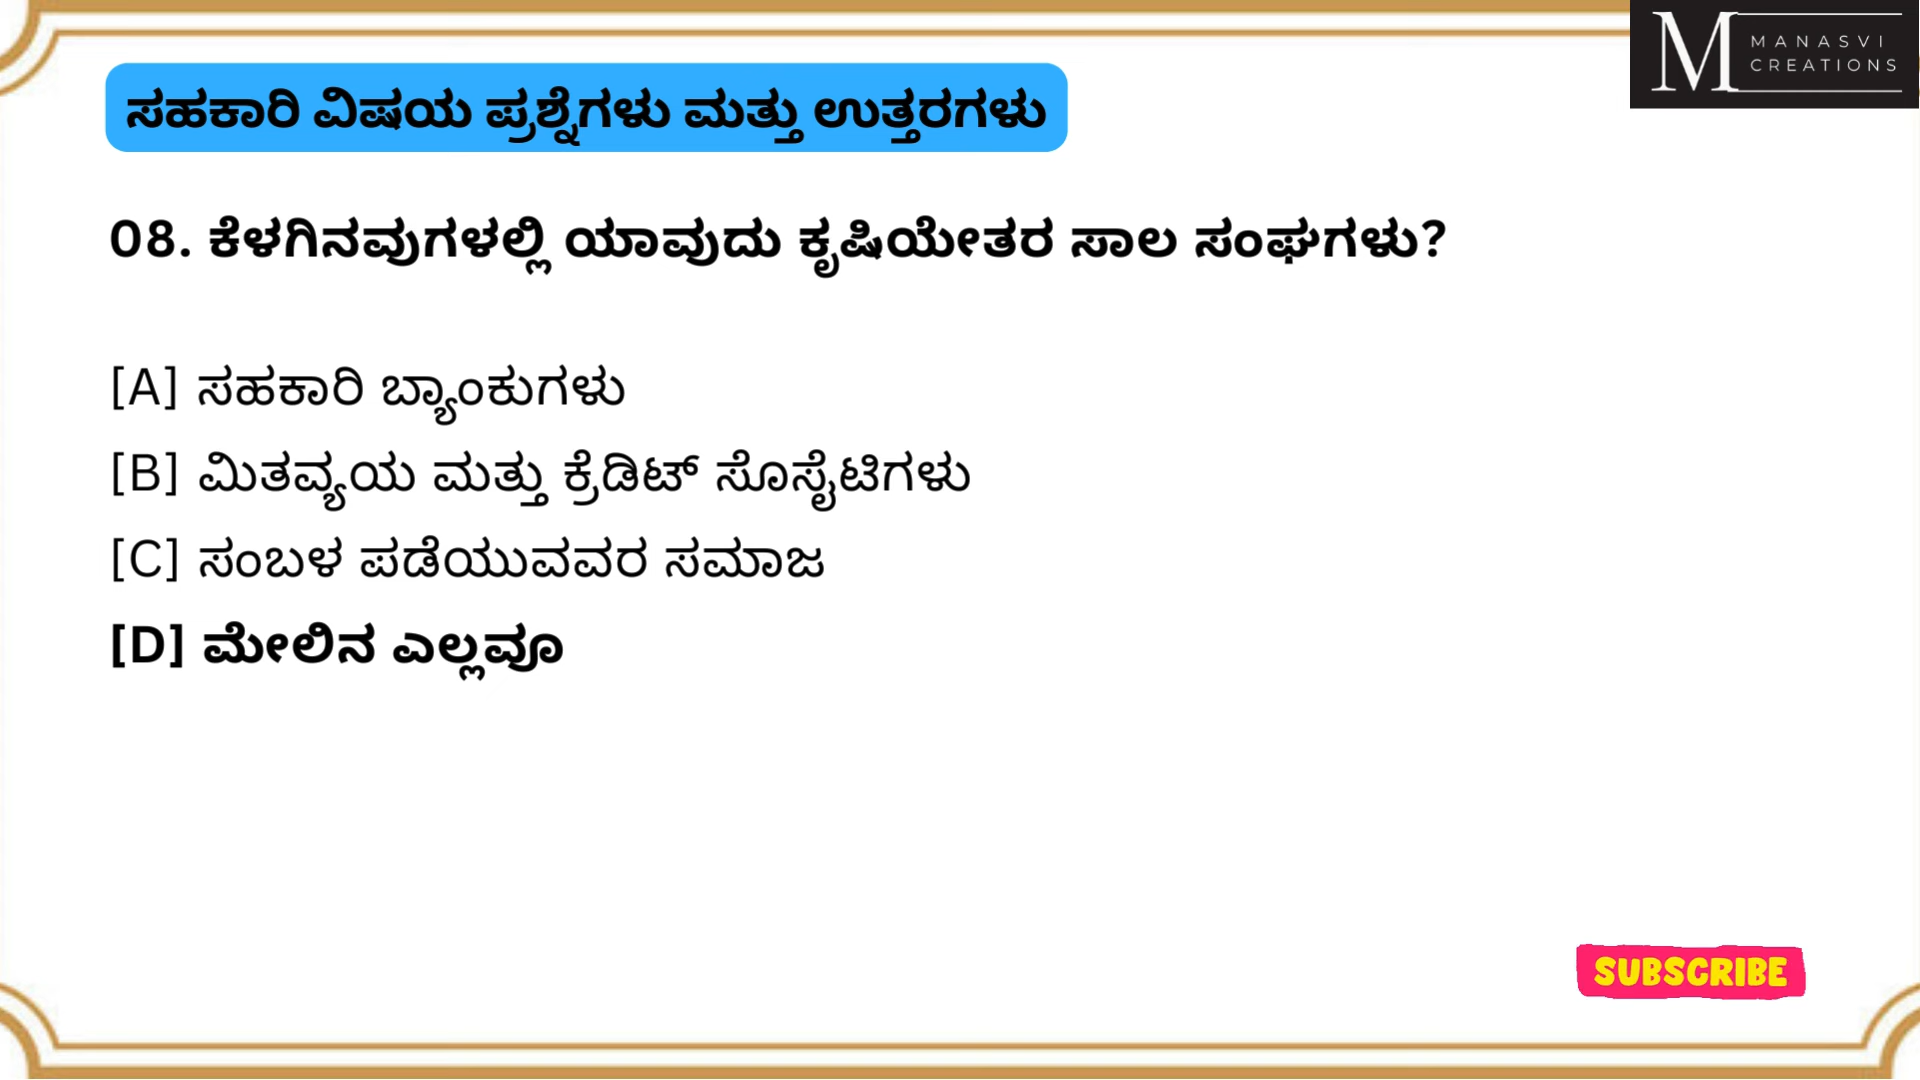 M MANASVI
CREATIONS
ಸಹಕಾರಿ ವಿಷಯ ಪ್ರಶ್ನೆಗಳು ಮತ್ತು ಉತ್ತರಗಳು
08. ಕೆಳಗಿನವುಗಳಲ್ಲಿ ಯಾವುದು ಕೃಷಿಯೇತರ ಸಾಲ ಸಂಘಗಳು?
[A] ಸಹಕಾರಿ ಬ್ಯಾಂಕುಗಳು
[B] ಮಿತವ್ಯಯ ಮತ್ತು ಕ್ರೆಡಿಟ್ ಸೊಸೈಟಿಗಳು
[C] ಸಂಬಳ ಪಡೆಯುವವರ ಸಮಾಜ
[D] ಮೇಲಿನ ಎಲ್ಲವೂ
SUBSCRIBE